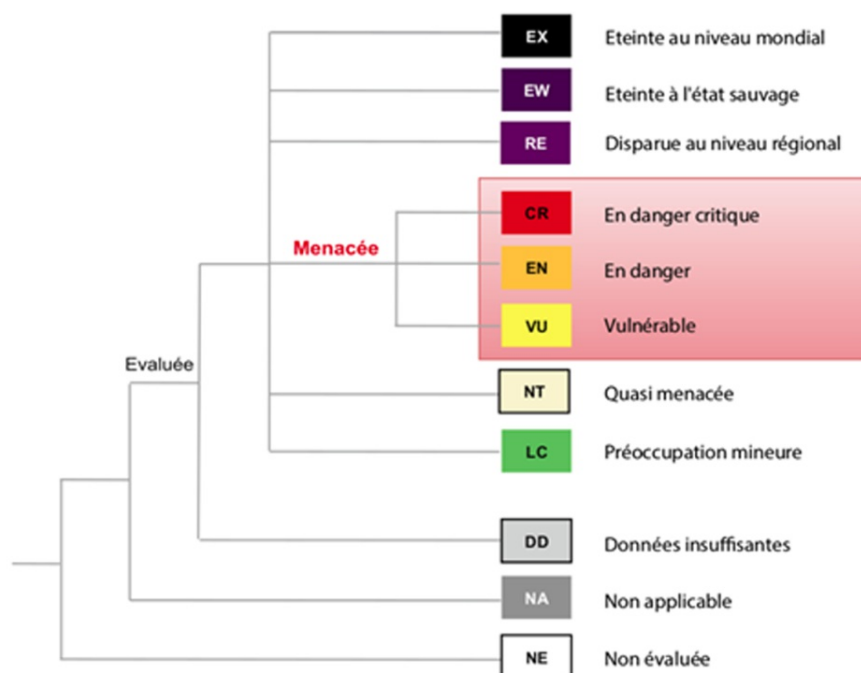 EX Eteinte au niveau mondial
EW Eteinte à l'état sauvage
RE Disparue au niveau régional
CR En danger critique
Menacée
EN En danger
VU Vulnérable
Evaluée
NT Quasi menacée
LC Préoccupation mineure
DD Données insuffisantes
NA Non applicable
NE Non évaluée